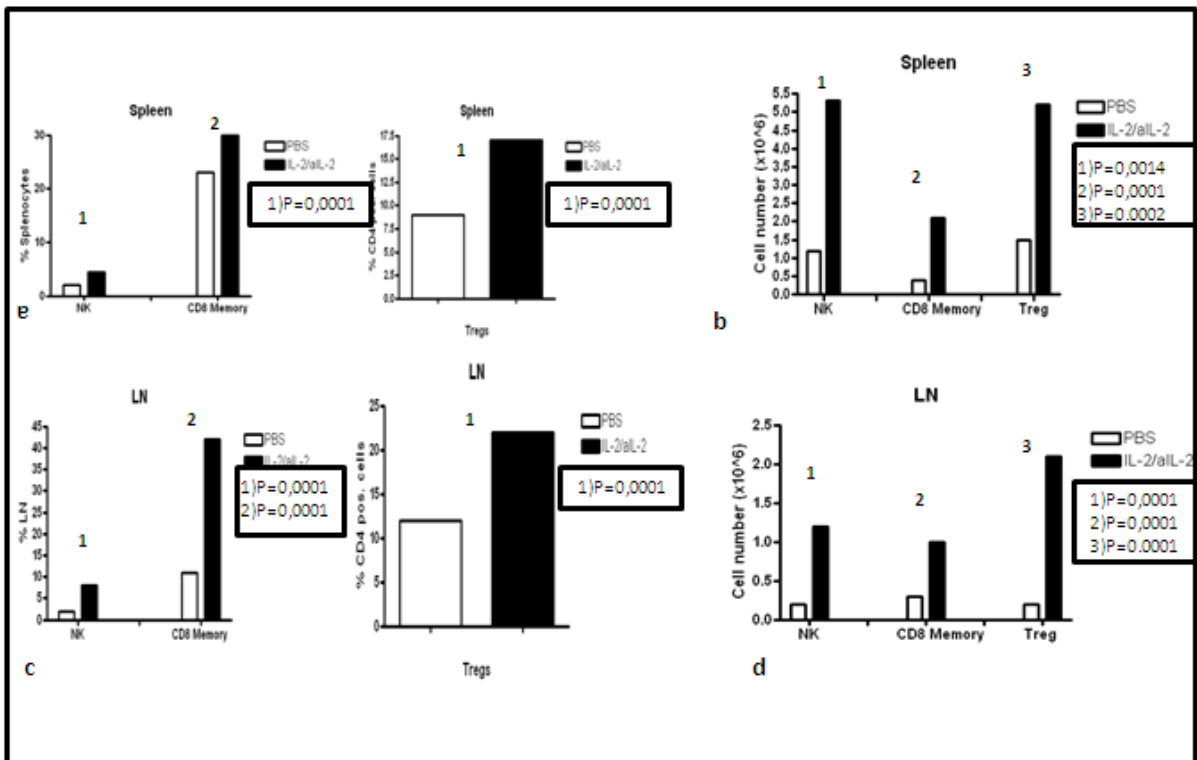 Spleen
1
2
30
20
10
0
% Splenocytes
NK
CD8 Memory
PBS
IL-2/aIL-2
1)P=0,0001
a
Spleen
1
17.5
15.0
12.5
10.0
7.5
5.0
2.5
0.0
% CD4
Tregs
PBS
IL-2/aIL-2
1)P=0,0001
Spleen
1
2
3
5.5
5.0
4.5
4.0
3.5
3.0
2.5
2.0
1.5
1.0
0.5
0.0
Cell number (x10^6)
NK
CD8 Memory
Treg
PBS
IL-2/aIL-2
1)P=0,0014
2)P=0,0001
3)P=0.0002
b
LN
1
2
45
40
35
30
25
20
15
10
5
0
% LN
NK
CD8 Memory
PBS
IL-2/aIL-2
1)P=0,0001
2)P=0,0001
c
LN
1
25
20
15
10
5
0
% CD4 pos. cells
Tregs
PBS
IL-2/aIL-2
1)P=0,0001
LN
1
2
3
2.5
2.0
1.5
1.0
0.5
0.0
Cell number (x10^6)
NK
CD8 Memory
Treg
PBS
IL-2/aIL-2
1)P=0,0001
2)P=0,0001
3)P=0.0001
d